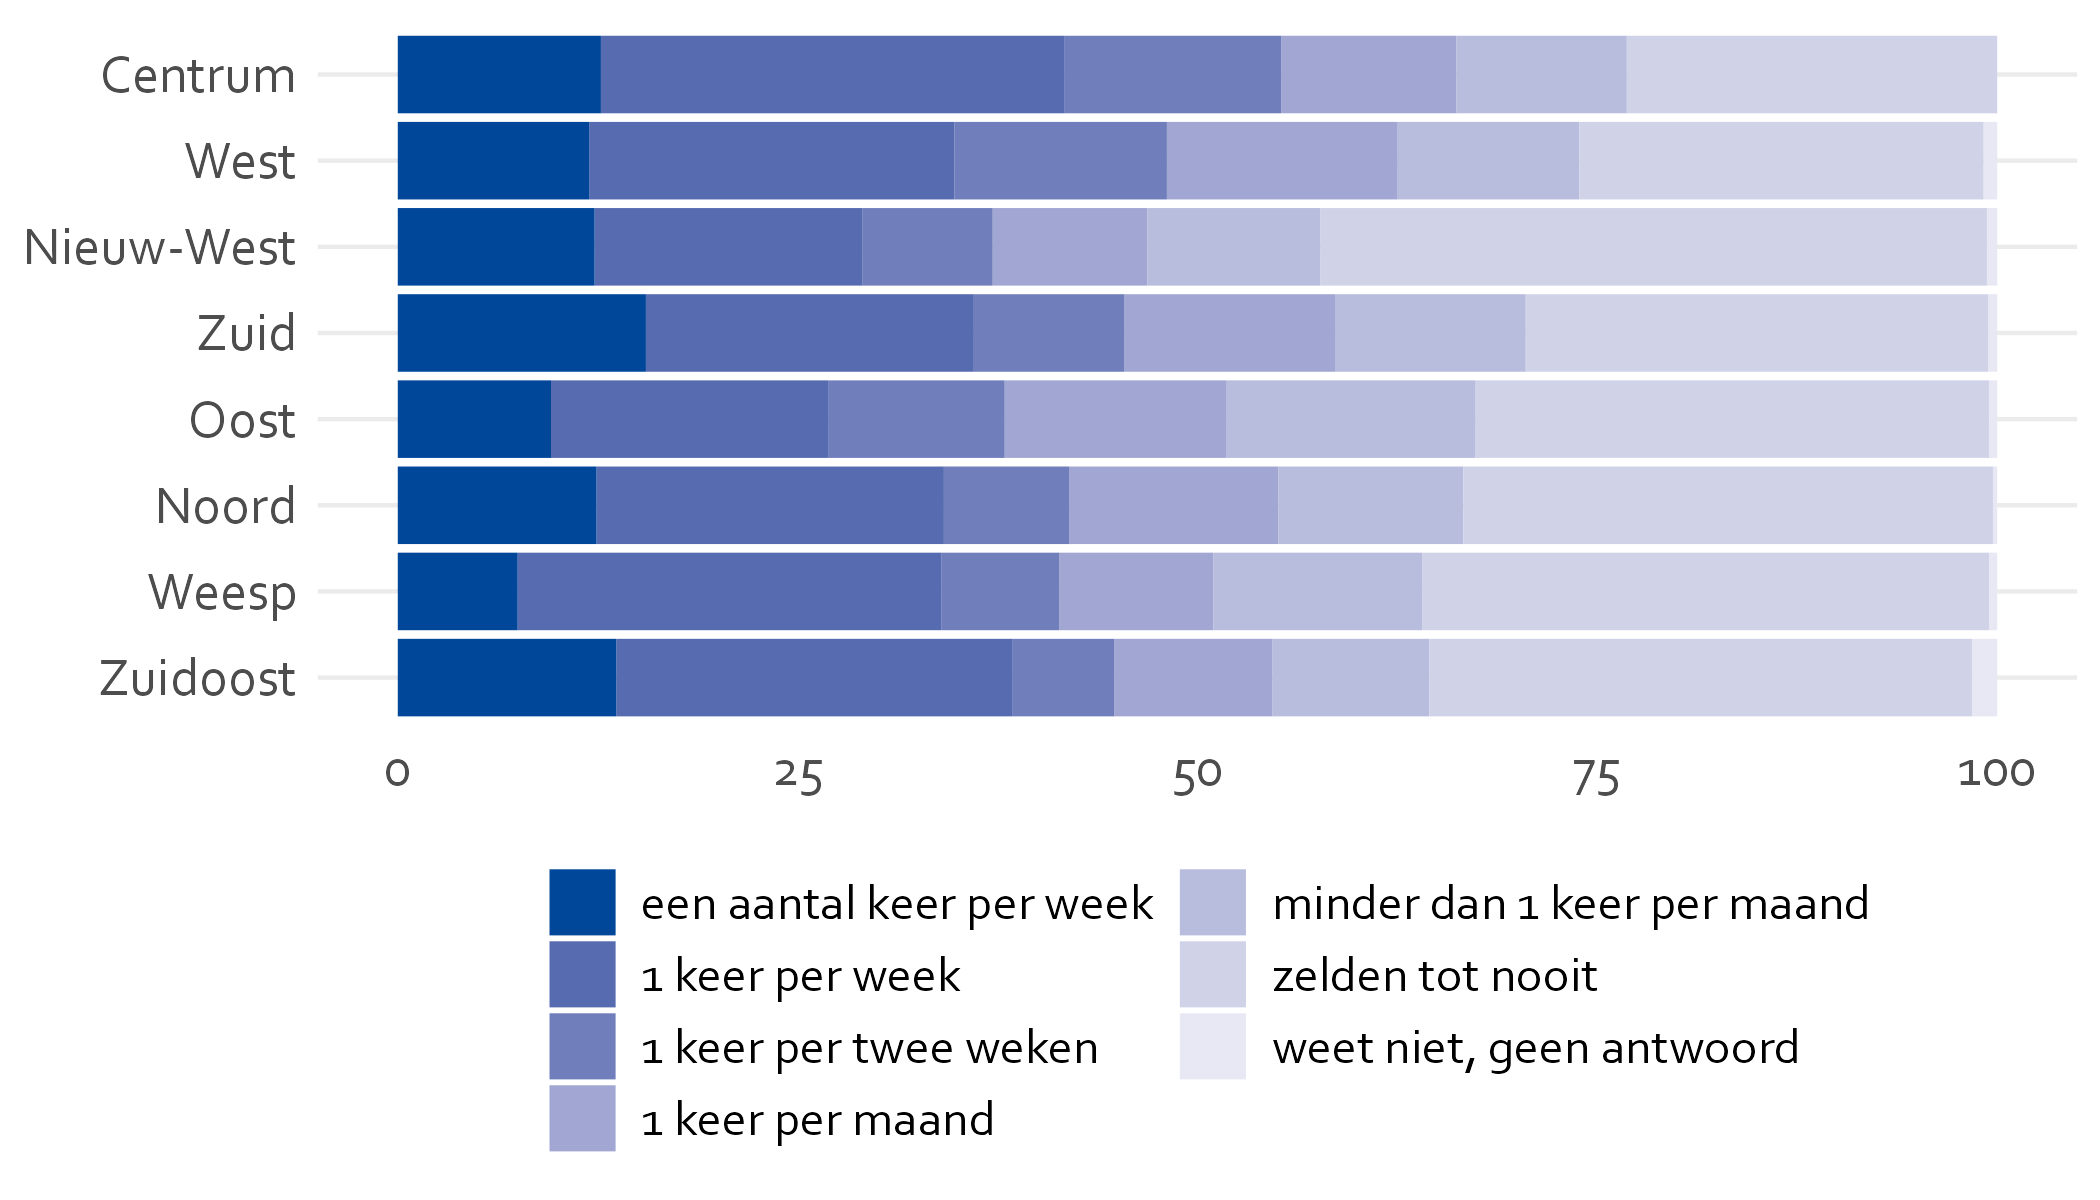 Centrum
West
Nieuw-West
Zuid
Oost
Noord
Weesp
Zuidoost
0 25 50 75 100
een aantal keer per week
1 keer per week
1 keer per twee weken
1 keer per maand
minder dan 1 keer per maand
zelden tot nooit
weet niet, geen antwoord